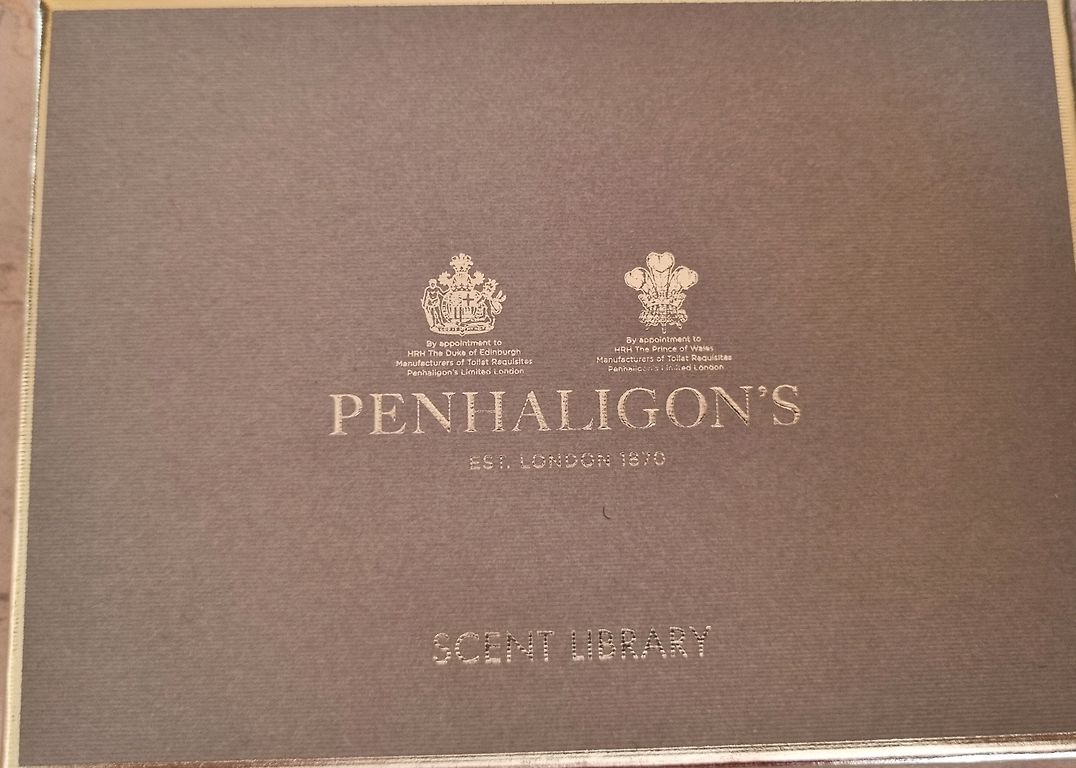 By appointment to
HRH The Duke of Edinburgh
Manufacturers of Toilet Requisites
Penhaligon's Limited London
By appointment to
HRH The Prince of Wales
Manufacturers of Toilet Requisites
Penhaligon's Limited London
PENHALIGON'S
EST. LONDON 1870
SCENT LIBRARY